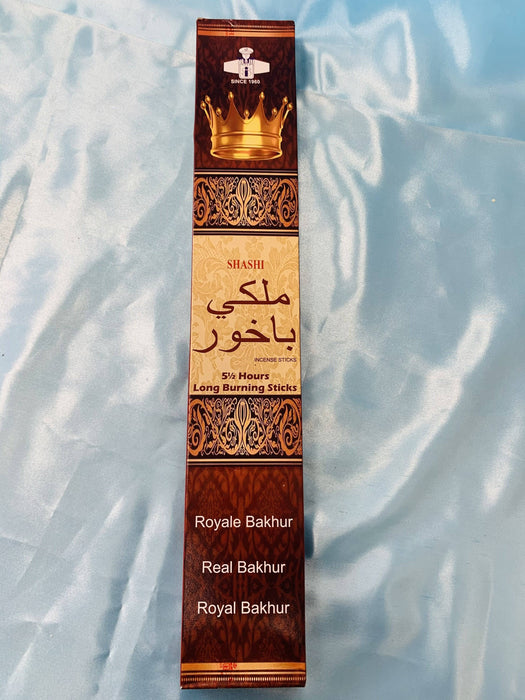 SINCE 1960
SHASHI
ملكي
باخور
INCENSE STICKS
5½ Hours
Long Burning Sticks
Royale Bakhur
Real Bakhur
Royal Bakhur